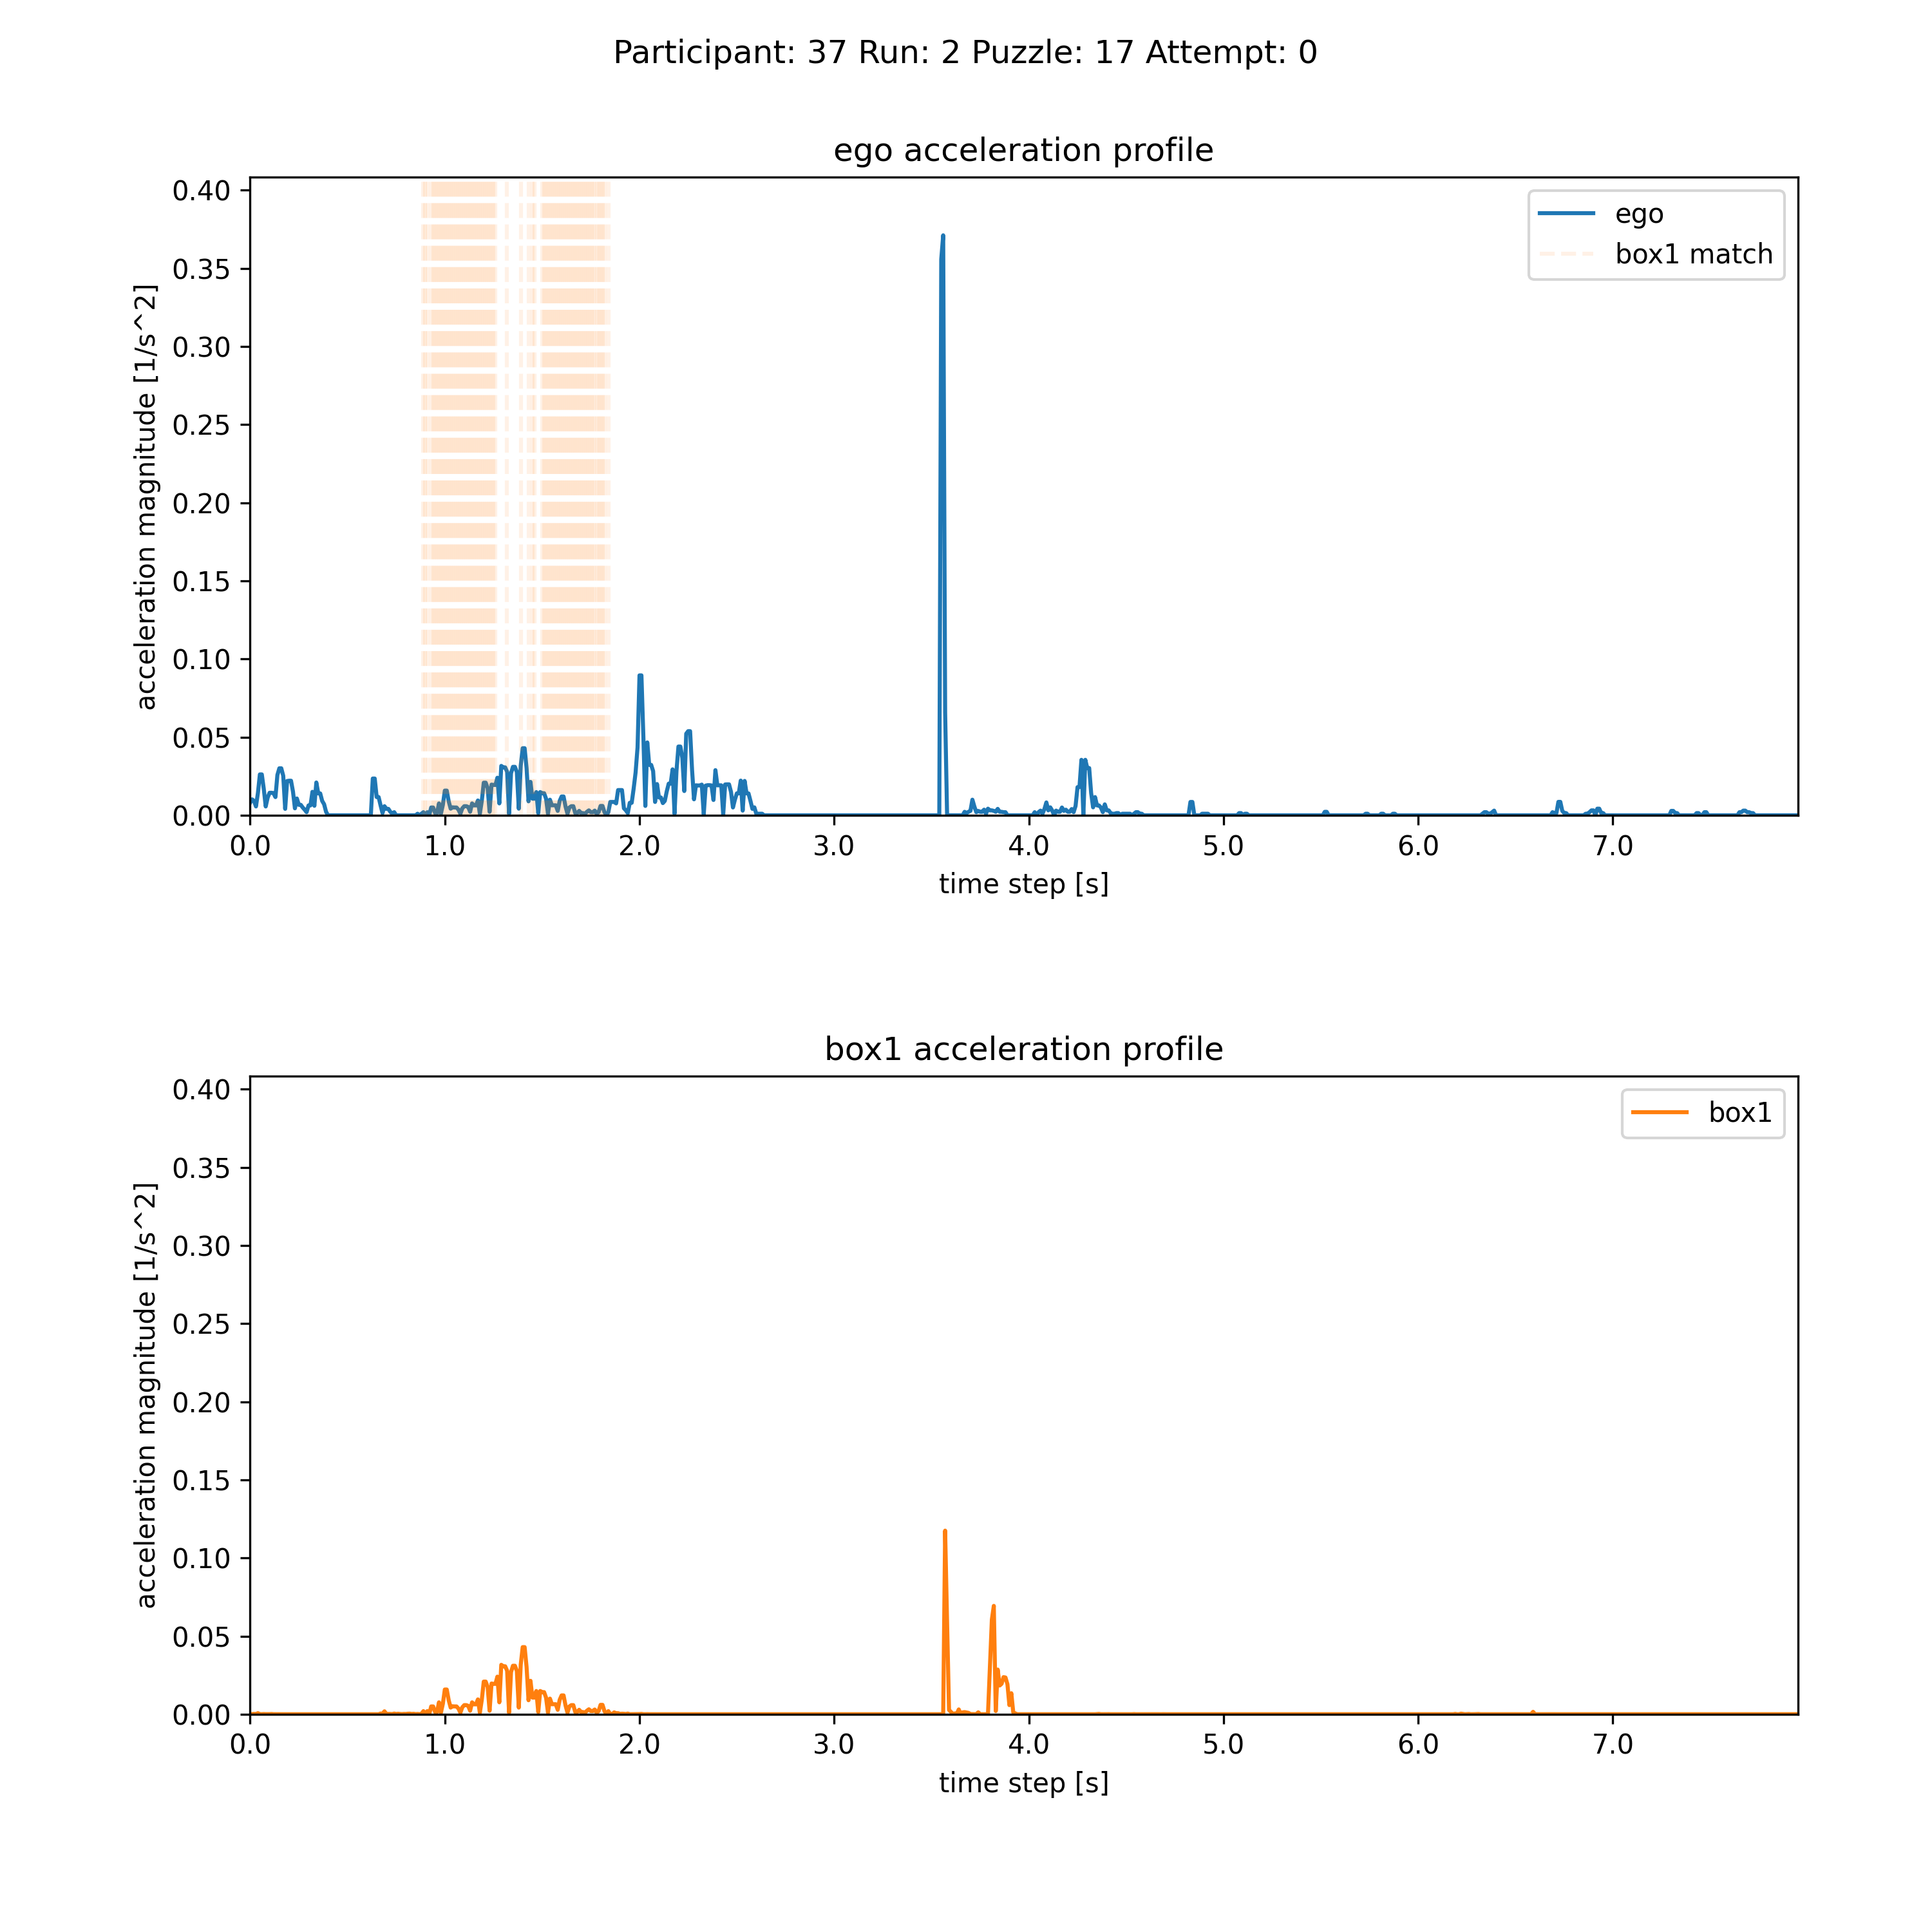 Participant: 37 Run: 2 Puzzle: 17 Attempt: 0
ego acceleration profile
0.40
0.35
0.30
0.25
0.20
0.15
0.10
0.05
0.00
acceleration magnitude [1/s^2]
ego
box1 match
0.0 1.0 2.0 3.0 4.0 5.0 6.0 7.0
time step [s]
box1 acceleration profile
0.40
0.35
0.30
0.25
0.20
0.15
0.10
0.05
0.00
acceleration magnitude [1/s^2]
box1
0.0 1.0 2.0 3.0 4.0 5.0 6.0 7.0
time step [s]